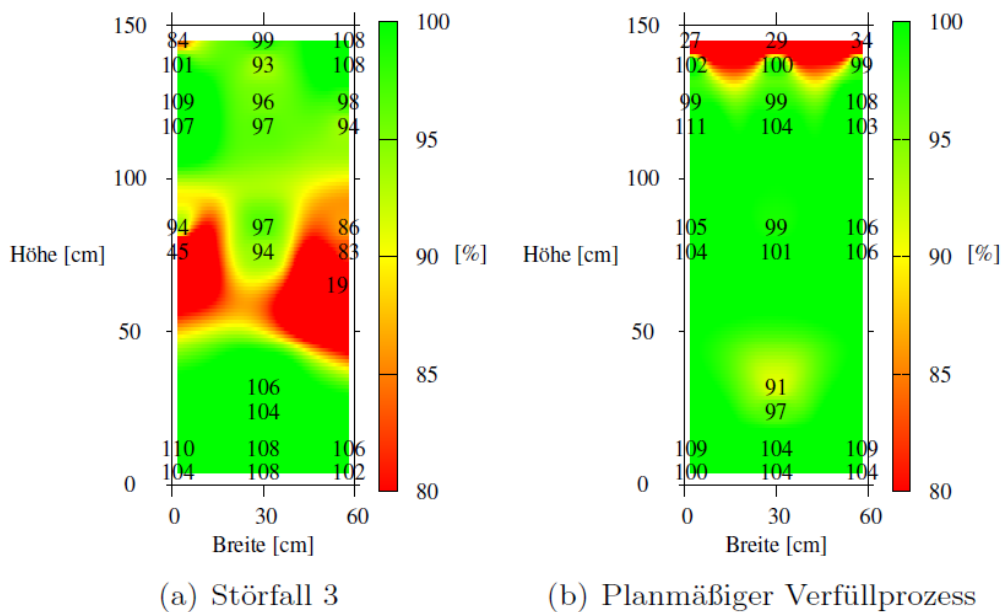 150
84 99 108
101 93 108
109 96 98
107 97 94
100
94 97 86
45 94 83
19
50
106
104
110 108 106
104 108 102
0
0 30 60
Höhe [cm]
Breite [cm]
100
95
90
85
80
[%]
(a) Störfall 3
150
27 29 34
102 100 99
99 99 108
111 104 103
100
105 99 106
104 101 106
50
91
97
109 104 109
100 104 104
0
0 30 60
Höhe [cm]
Breite [cm]
100
95
90
85
80
[%]
(b) Planmäßiger Verfüllprozess